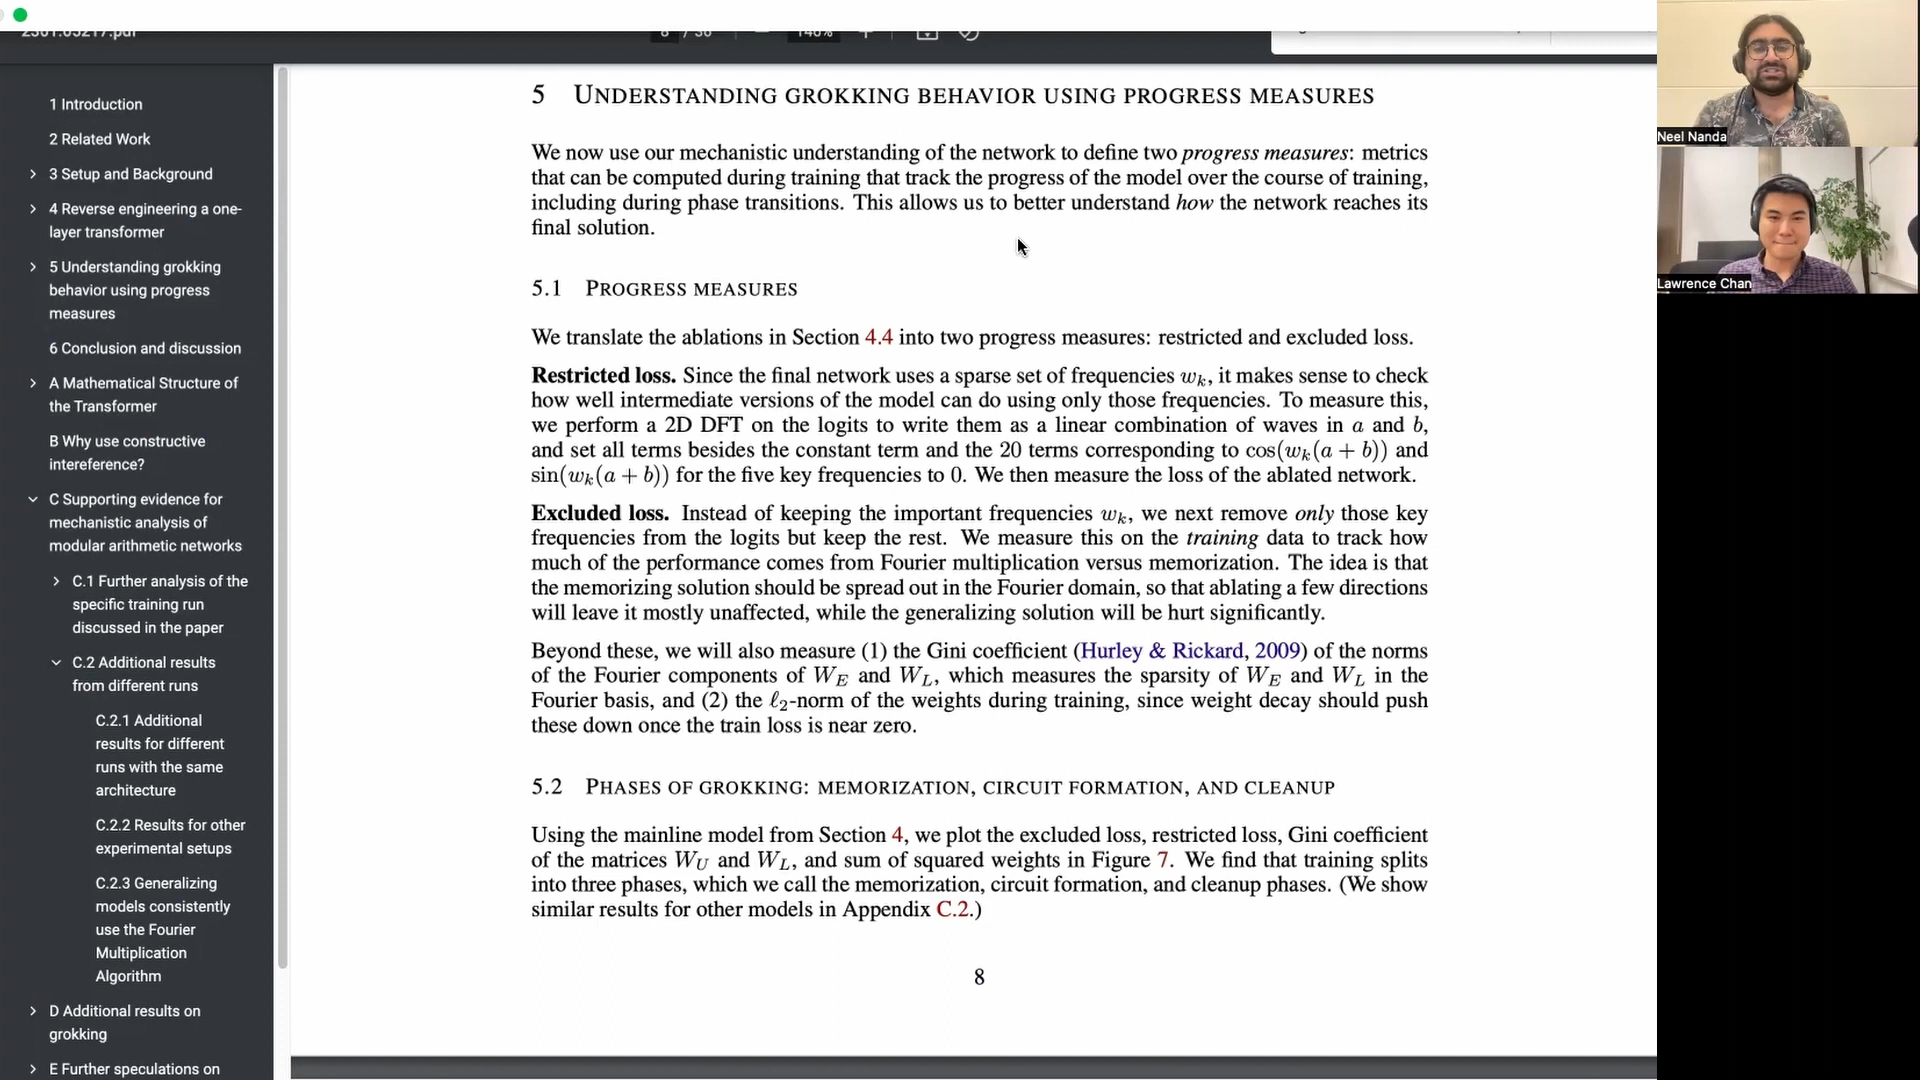 2301.05217.pdf
8 / 36
140%
1 Introduction
2 Related Work
3 Setup and Background
4 Reverse engineering a one-
layer transformer
5 Understanding grokking
behavior using progress
measures
6 Conclusion and discussion
A Mathematical Structure of
the Transformer
B Why use constructive
intereference?
C Supporting evidence for
mechanistic analysis of
modular arithmetic networks
C.1 Further analysis of the
specific training run
discussed in the paper
C.2 Additional results
from different runs
C.2.1 Additional
results for different
runs with the same
architecture
C.2.2 Results for other
experimental setups
C.2.3 Generalizing
models consistently
use the Fourier
Multiplication
Algorithm
D Additional results on
grokking
E Further speculations on
5 UNDERSTANDING GROKKING BEHAVIOR USING PROGRESS MEASURES
We now use our mechanistic understanding of the network to define two progress measures: metrics
that can be computed during training that track the progress of the model over the course of training,
including during phase transitions. This allows us to better understand how the network reaches its
final solution.
5.1 PROGRESS MEASURES
We translate the ablations in Section 4.4 into two progress measures: restricted and excluded loss.
Restricted loss. Since the final network uses a sparse set of frequencies wₖ, it makes sense to check
how well intermediate versions of the model can do using only those frequencies. To measure this,
we perform a 2D DFT on the logits to write them as a linear combination of waves in a and b,
and set all terms besides the constant term and the 20 terms corresponding to cos(wₖ(a + b)) and
sin(wₖ(a + b)) for the five key frequencies to 0. We then measure the loss of the ablated network.
Excluded loss. Instead of keeping the important frequencies wₖ, we next remove only those key
frequencies from the logits but keep the rest. We measure this on the training data to track how
much of the performance comes from Fourier multiplication versus memorization. The idea is that
the memorizing solution should be spread out in the Fourier domain, so that ablating a few directions
will leave it mostly unaffected, while the generalizing solution will be hurt significantly.
Beyond these, we will also measure (1) the Gini coefficient (Hurley & Rickard, 2009) of the norms
of the Fourier components of W_E and W_L, which measures the sparsity of W_E and W_L in the
Fourier basis, and (2) the ℓ₂-norm of the weights during training, since weight decay should push
these down once the train loss is near zero.
5.2 PHASES OF GROKKING: MEMORIZATION, CIRCUIT FORMATION, AND CLEANUP
Using the mainline model from Section 4, we plot the excluded loss, restricted loss, Gini coefficient
of the matrices W_U and W_L, and sum of squared weights in Figure 7. We find that training splits
into three phases, which we call the memorization, circuit formation, and cleanup phases. (We show
similar results for other models in Appendix C.2.)
8
Neel Nanda
Lawrence Chan